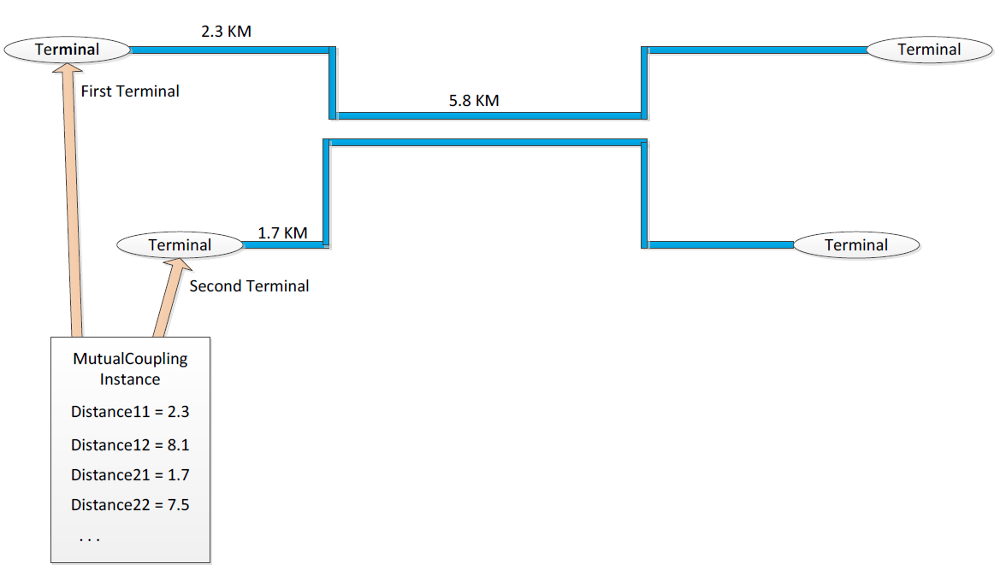 2.3 KM
Terminal
Terminal
First Terminal
5.8 KM
1.7 KM
Terminal
Terminal
Second Terminal
MutualCoupling
Instance
Distance11 = 2.3
Distance12 = 8.1
Distance21 = 1.7
Distance22 = 7.5
. . .